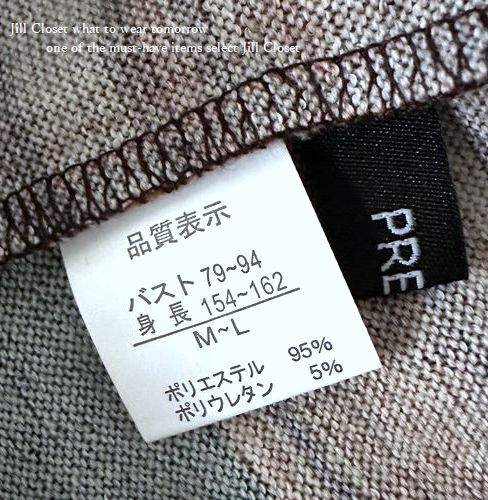 Jill Closet what to wear tomorrow
one of the must-have items select Jill Closet
品質表示
バスト 79~94
身長 154~162
M~L
ポリエステル 95%
ポリウレタン 5%
PRE